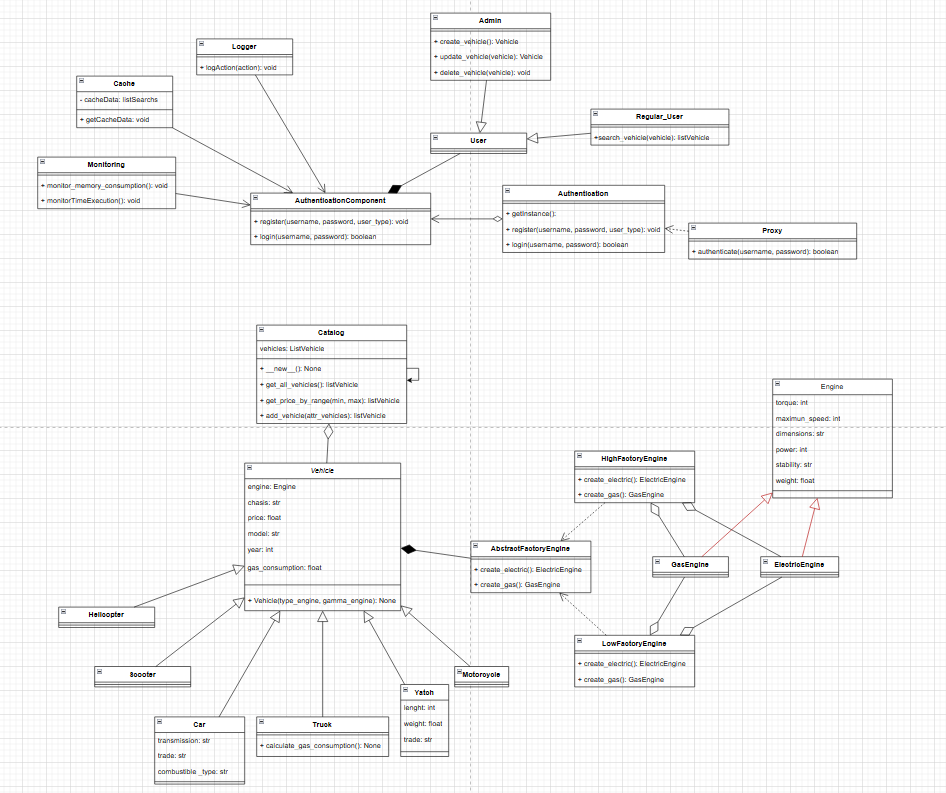 Admin
+ create_vehicle(): Vehicle
+ update_vehicle(vehicle): Vehicle
+ delete_vehicle(vehicle): void
Logger
+ logAction(action): void
Cache
- cacheData: listSearchs
+ getCacheData: void
Regular_User
+search_vehicle(vehicle): listVehicle
User
Monitoring
+ monitor_memory_consumption(): void
+ monitorTimeExecution(): void
AuthenticationComponent
+ register(username, password, user_type): void
+ login(username, password): boolean
Authentication
+ getInstance():
+ register(username, password, user_type): void
+ login(username, password): boolean
Proxy
+ authenticate(username, password): boolean
Catalog
vehicles: ListVehicle
+ __new__(): None
+ get_all_vehicles(): listVehicle
+ get_price_by_range(min, max): listVehicle
+ add_vehicle(attr_vehicles): listVehicle
Engine
torque: int
maximun_speed: int
dimensions: str
power: int
stability: str
weight: float
Vehicle
engine: Engine
chasis: str
price: float
model: str
year: int
gas_consumption: float
+ Vehicle(type_engine, gamma_engine): None
HighFactoryEngine
+ create_electric(): ElectricEngine
+ create_gas(): GasEngine
AbstractFactoryEngine
+ create_electric(): ElectricEngine
+ create_gas(): GasEngine
GasEngine
ElectricEngine
LowFactoryEngine
+ create_electric(): ElectricEngine
+ create_gas(): GasEngine
Helicopter
Scooter
Motorcycle
Car
transmission: str
trade: str
combustible _type: str
Truck
+ calculate_gas_consumption(): None
Yatch
lenght: int
weight: float
trade: str